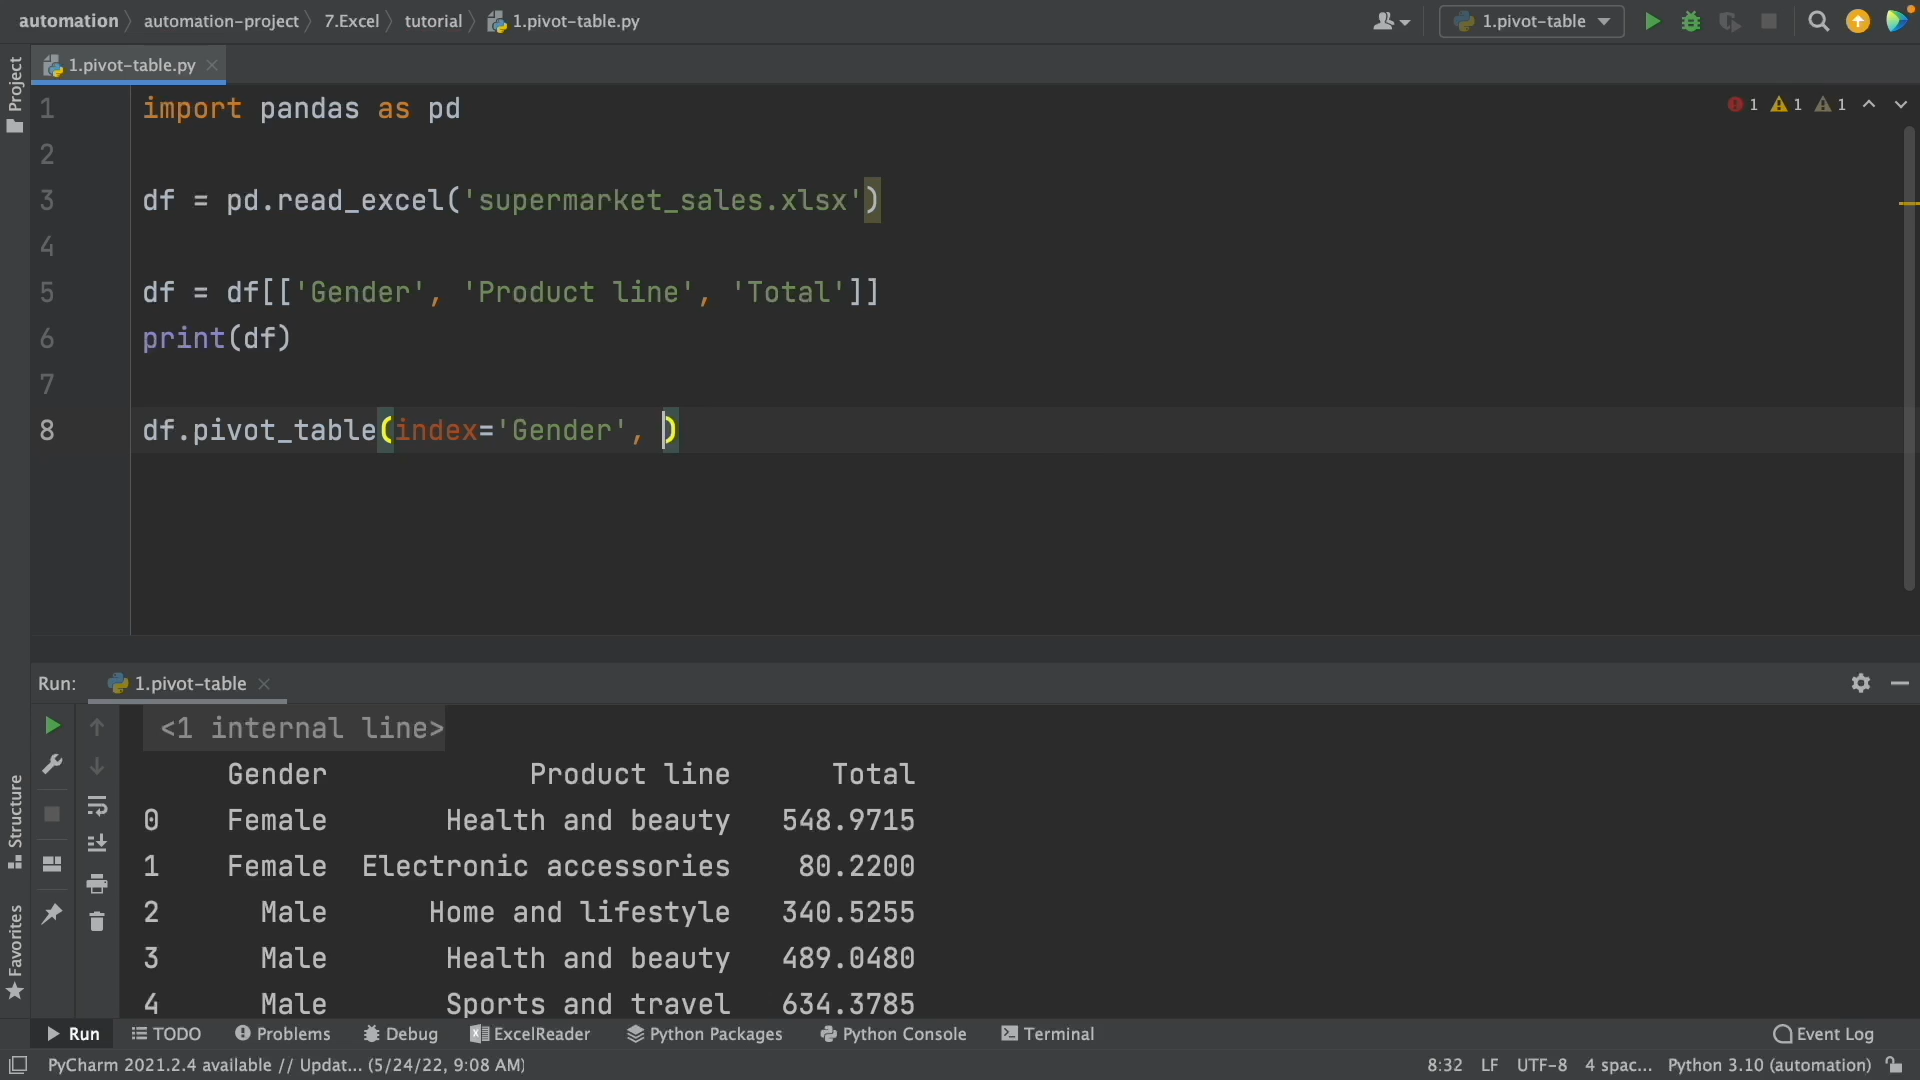 automation 〉 automation-project 〉 7.Excel 〉 tutorial 〉 1.pivot-table.py
1.pivot-table
1.pivot-table.py
Project
1 import pandas as pd
1 1 1
2
3 df = pd.read_excel('supermarket_sales.xlsx')
4
5 df = df[['Gender', 'Product line', 'Total']]
6 print(df)
7
8 df.pivot_table(index='Gender', )
Run: 1.pivot-table
<1 internal line>
Gender Product line Total
0 Female Health and beauty 548.9715
1 Female Electronic accessories 80.2200
2 Male Home and lifestyle 340.5255
3 Male Health and beauty 489.0480
4 Male Sports and travel 634.3785
Structure
Favorites
Run TODO Problems Debug ExcelReader Python Packages Python Console Terminal Event Log
PyCharm 2021.2.4 available // Updat... (5/24/22, 9:08 AM) 8:32 LF UTF-8 4 spac... Python 3.10 (automation)